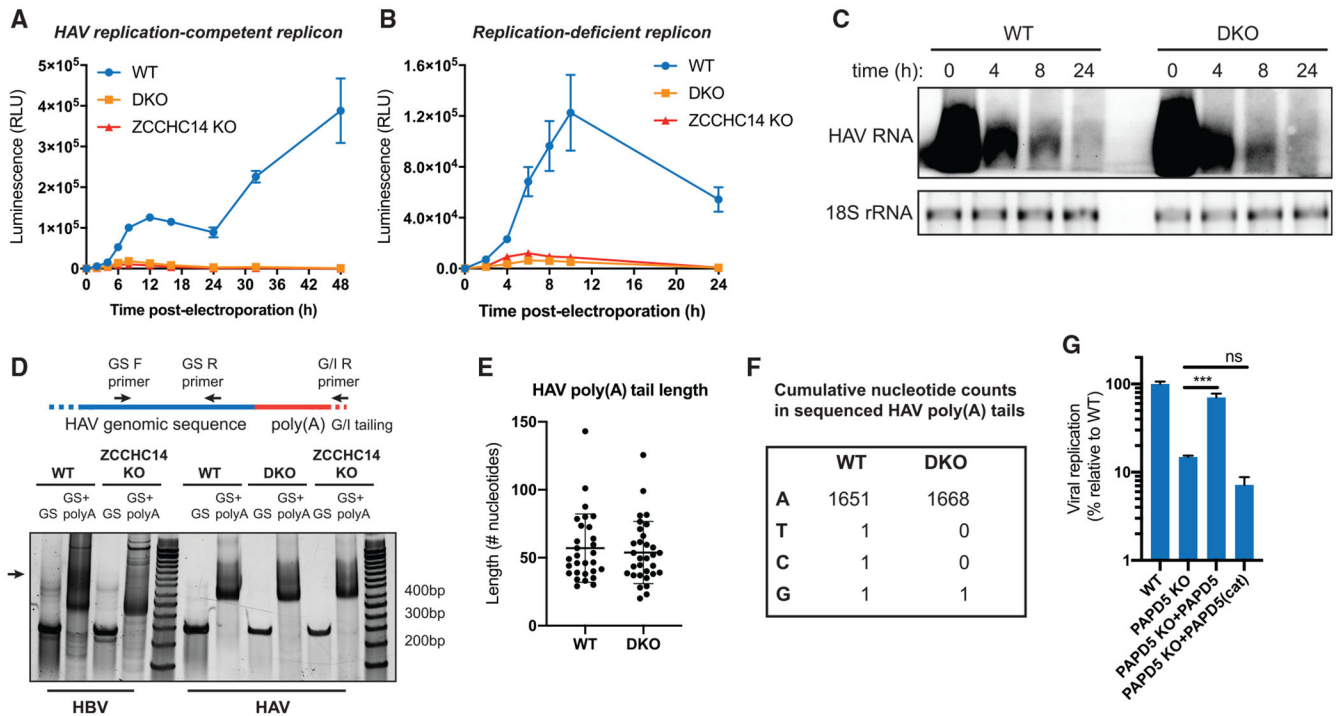 A
HAV replication-competent replicon
Luminescence (RLU)
5×10⁵
4×10⁵
3×10⁵
2×10⁵
1×10⁵
0
WT
DKO
ZCCHC14 KO
0 6 12 18 24 30 36 42 48
Time post-electroporation (h)
B
Replication-deficient replicon
Luminescence (RLU)
1.6×10⁵
1.2×10⁵
8.0×10⁴
4.0×10⁴
0.0
WT
DKO
ZCCHC14 KO
0 4 8 12 16 20 24
Time post-electroporation (h)
C
WT DKO
time (h): 0 4 8 24 0 4 8 24
HAV RNA
18S rRNA
D
GS F primer
GS R primer
G/I R primer
HAV genomic sequence poly(A) G/I tailing
WT ZCCHC14 KO WT DKO ZCCHC14 KO
GS GS+polyA GS GS+polyA GS GS+polyA GS GS+polyA GS GS+polyA
400bp
300bp
200bp
HBV HAV
E
HAV poly(A) tail length
Length (# nucleotides)
150
100
50
0
WT DKO
F
Cumulative nucleotide counts
in sequenced HAV poly(A) tails
WT DKO
A 1651 1668
T 1 0
C 1 0
G 1 1
G
Viral replication
(% relative to WT)
100
10
1
ns
***
WT
PAPD5 KO
PAPD5 KO+PAPD5
PAPD5 KO+PAPD5(cat)